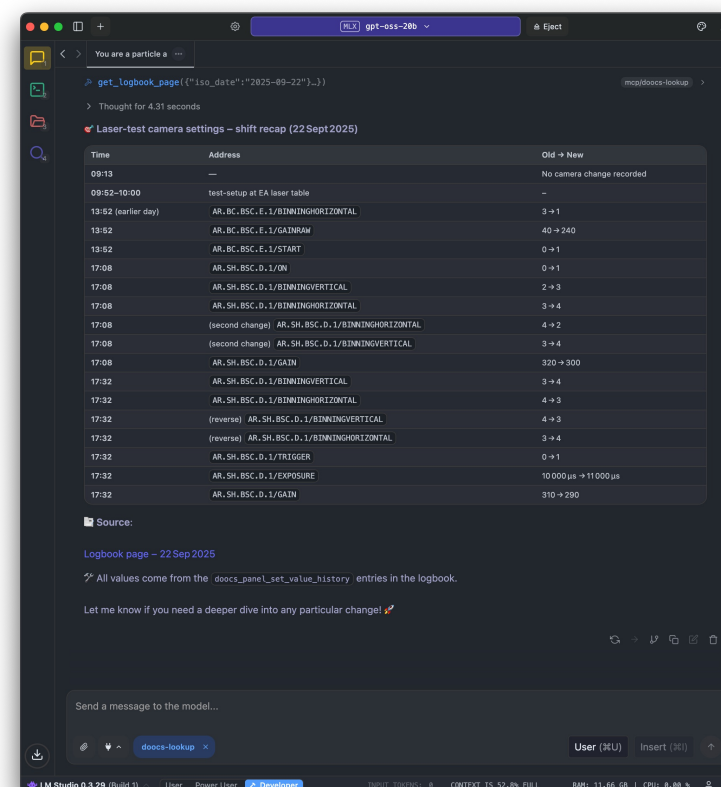 MLX gpt-oss-20b
Eject
You are a particle a ...
get_logbook_page({"iso_date":"2025-09-22"}…})
mcp/doocs-lookup
Thought for 4.31 seconds
Laser-test camera settings – shift recap (22 Sept 2025)
Time Address Old → New
09:13 — No camera change recorded
09:52–10:00 test-setup at EA laser table –
13:52 (earlier day) AR.BC.BSC.E.1/BINNINGHORIZONTAL 3 → 1
13:52 AR.BC.BSC.E.1/GAINRAW 40 → 240
13:52 AR.BC.BSC.E.1/START 0 → 1
17:08 AR.SH.BSC.D.1/ON 0 → 1
17:08 AR.SH.BSC.D.1/BINNINGVERTICAL 2 → 3
17:08 AR.SH.BSC.D.1/BINNINGHORIZONTAL 3 → 4
17:08 (second change) AR.SH.BSC.D.1/BINNINGHORIZONTAL 4 → 2
17:08 (second change) AR.SH.BSC.D.1/BINNINGVERTICAL 3 → 4
17:08 AR.SH.BSC.D.1/GAIN 320 → 300
17:32 AR.SH.BSC.D.1/BINNINGVERTICAL 3 → 4
17:32 AR.SH.BSC.D.1/BINNINGHORIZONTAL 4 → 3
17:32 (reverse) AR.SH.BSC.D.1/BINNINGVERTICAL 4 → 3
17:32 (reverse) AR.SH.BSC.D.1/BINNINGHORIZONTAL 3 → 4
17:32 AR.SH.BSC.D.1/TRIGGER 0 → 1
17:32 AR.SH.BSC.D.1/EXPOSURE 10 000 µs → 11 000 µs
17:32 AR.SH.BSC.D.1/GAIN 310 → 290
Source:
Logbook page – 22 Sep 2025
All values come from the doocs_panel_set_value_history entries in the logbook.
Let me know if you need a deeper dive into any particular change! 🚀
Send a message to the model...
doocs-lookup ×
User (⌘U) Insert (⌘I)
LM Studio 0.3.29 (Build 1) User Power User Developer INPUT TOKENS: 0 CONTEXT IS 52.8% FULL RAM: 11.66 GB | CPU: 0.00 %